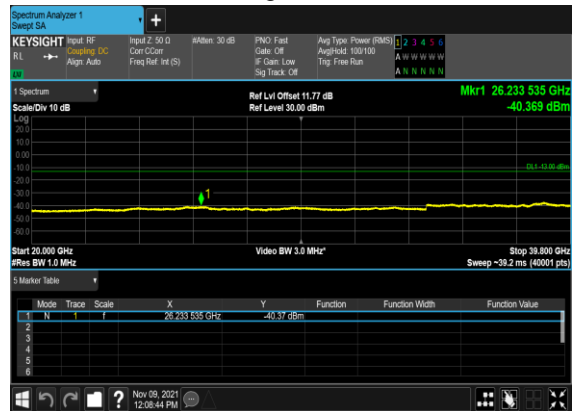 Spectrum Analyzer 1
Swept SA
+
KEYSIGHT Input: RF Input Z: 50 Ω #Atten: 30 dB PNO: Fast Avg Type: Power (RMS) 1 2 3 4 5 6
RL Coupling: DC Corr CCorr Gate: Off Avg|Hold: 100/100 A W W W W W
Align: Auto Freq Ref: Int (S) IF Gain: Low Trig: Free Run
LW Sig Track: Off A N N N N N
1 Spectrum Ref Lvl Offset 11.77 dB Mkr1 26.233 535 GHz
Scale/Div 10 dB Ref Level 30.00 dBm -40.369 dBm
Log
20.0
10.0
0.00
-10.0 DL1 -13.00 dBm
-20.0
-30.0 1
-40.0
-50.0
-60.0
Start 20.000 GHz Video BW 3.0 MHz* Stop 39.800 GHz
#Res BW 1.0 MHz Sweep ~39.2 ms (40001 pts)
5 Marker Table
Mode Trace Scale X Y Function Function Width Function Value
1 N 1 f 26.233 535 GHz -40.37 dBm
2
3
4
5
6
? Nov 09, 2021
12:08:44 PM